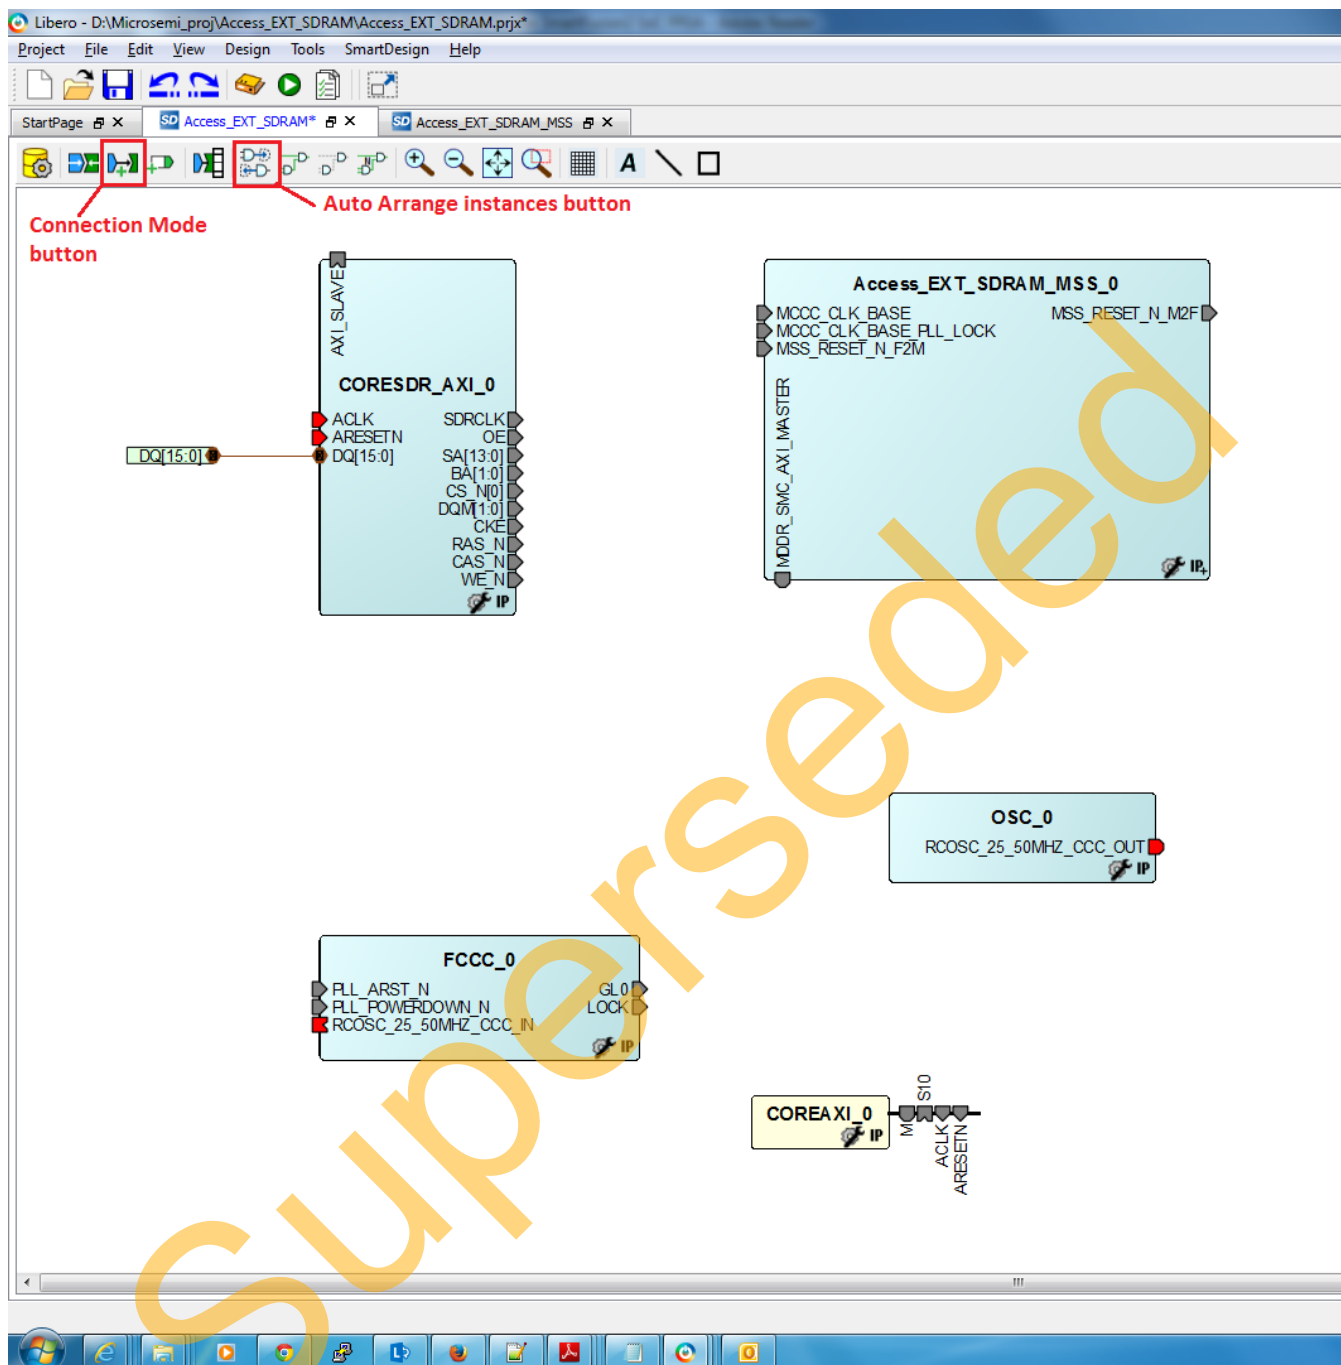 Libero - D:\Microsemi_proj\Access_EXT_SDRAM\Access_EXT_SDRAM.prjx*
Project File Edit View Design Tools SmartDesign Help
StartPage
SD Access_EXT_SDRAM*
SD Access_EXT_SDRAM_MSS
A
Connection Mode
button
Auto Arrange instances button
AXI_SLAVE
CORESDR_AXI_0
ACLK SDRCLK
ARESETN OE
DQ[15:0] DQ[15:0] SA[13:0]
BA[1:0]
CS_N[0]
DQM[1:0]
CKE
RAS_N
CAS_N
WE_N
IP
Access_EXT_SDRAM_MSS_0
MCCC_CLK_BASE MSS_RESET_N_M2F
MCCC_CLK_BASE_PLL_LOCK
MSS_RESET_N_F2M
MDDR_SMC_AXI_MASTER
IP+
OSC_0
RCOSC_25_50MHZ_CCC_OUT
IP
FCCC_0
PLL_ARST_N GL0
PLL_POWERDOWN_N LOCK
RCOSC_25_50MHZ_CCC_IN
IP
COREAXI_0
IP
S10
ACLK
ARESETN
Superseded